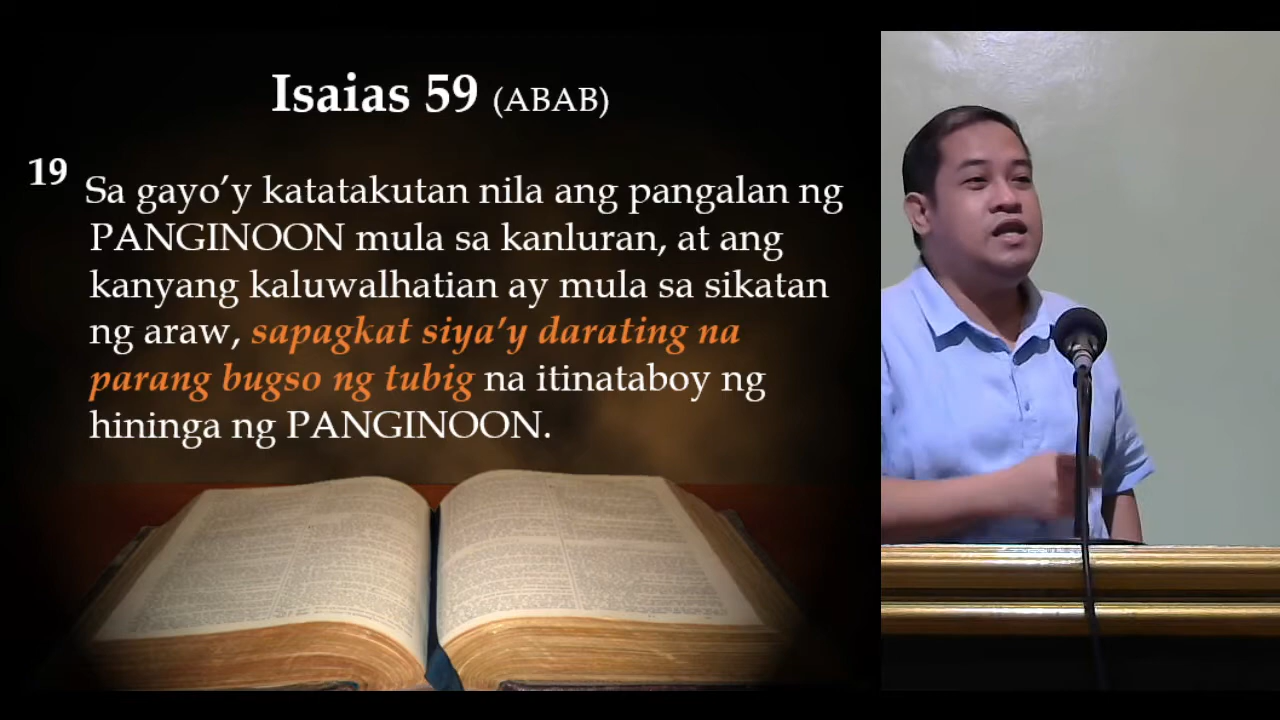 Isaias 59 (ABAB)
19 Sa gayo’y katatakutan nila ang pangalan ng
PANGINOON mula sa kanluran, at ang
kanyang kaluwalhatian ay mula sa sikatan
ng araw, sapagkat siya’y darating na
parang bugso ng tubig na itinataboy ng
hininga ng PANGINOON.